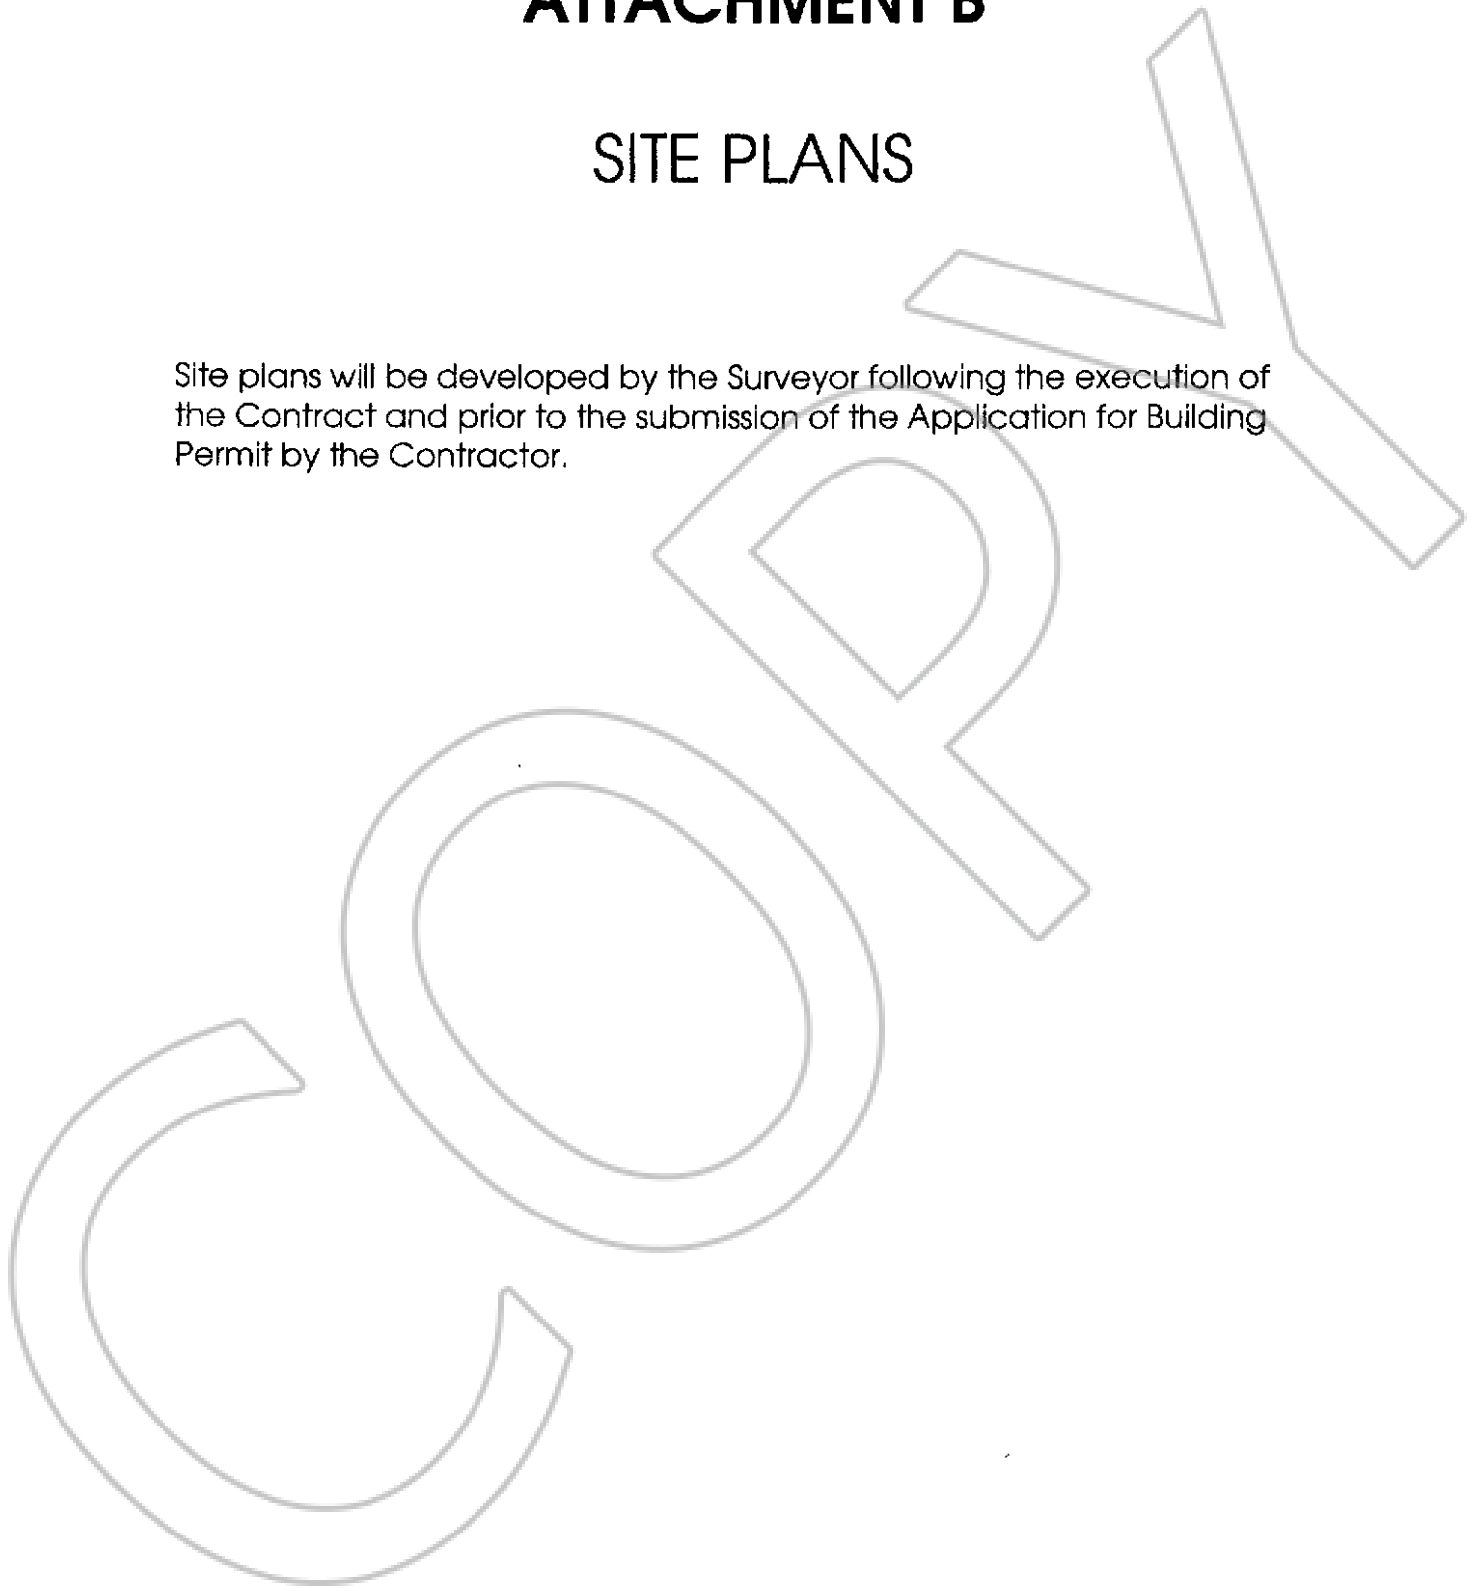 ATTACHMENT B
SITE PLANS
Site plans will be developed by the Surveyor following the execution of
the Contract and prior to the submission of the Application for Building
Permit by the Contractor.
COPY